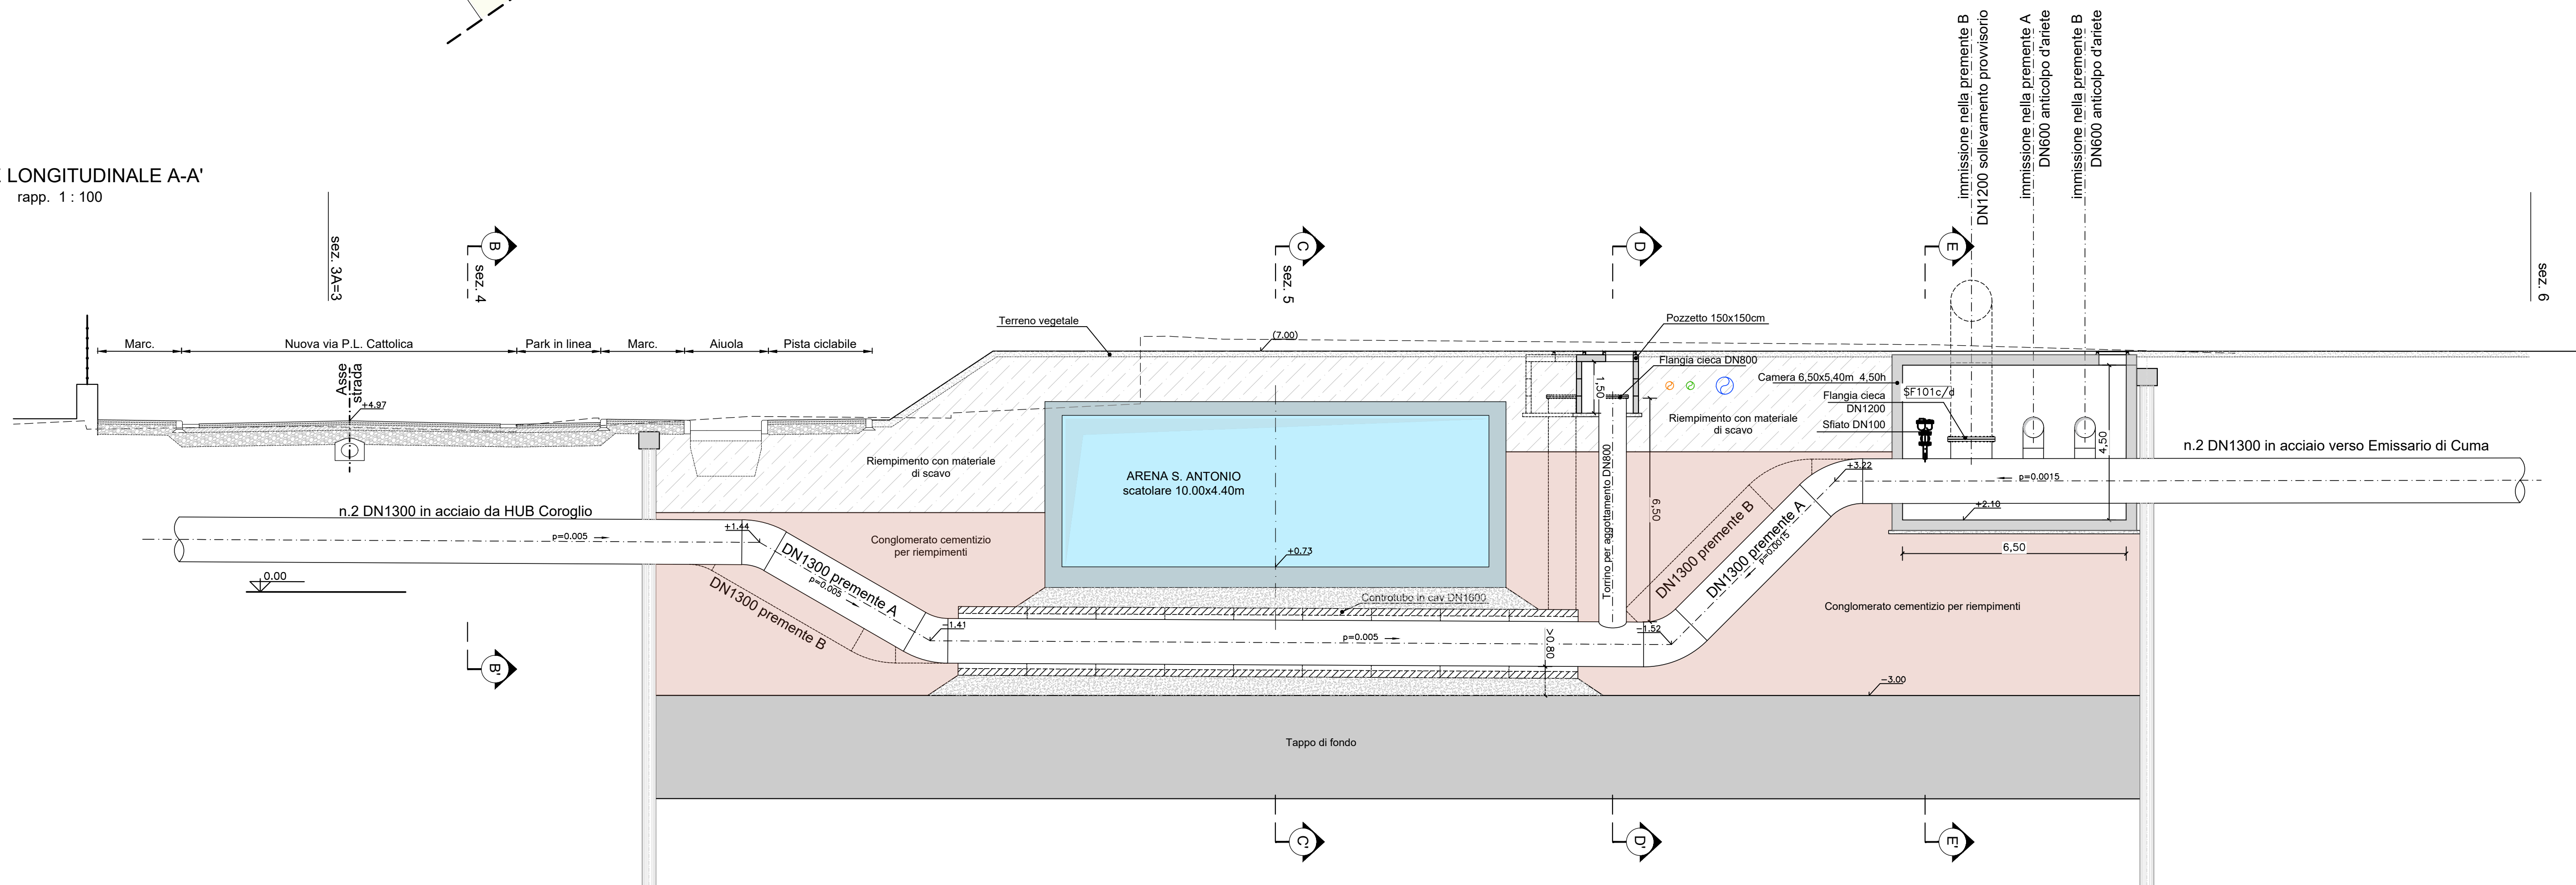 LONGITUDINALE A-A'
rapp. 1 : 100
sez. 3A=3
B
sez. 4
C
sez. 5
D
E
sez. 6
immissione nella premente B
DN1200 sollevamento provvisorio
immissione nella premente A
DN600 anticolpo d'ariete
immissione nella premente B
DN600 anticolpo d'ariete
Marc.
Nuova via P.L. Cattolica
Park in linea
Marc.
Aiuola
Pista ciclabile
Asse
strada
+4.97
Terreno vegetale
(7.00)
Pozzetto 150x150cm
Flangia cieca DN800
1,50
Camera 6,50x5,40m 4,50h
SF101c/d
Flangia cieca
DN1200
Sfiato DN100
Riempimento con materiale
di scavo
Riempimento con materiale
di scavo
ARENA S. ANTONIO
scatolare 10.00x4.40m
+0.73
Torrino per aggottamento DN800
6,50
4,50
n.2 DN1300 in acciaio verso Emissario di Cuma
p=0.0015
+3.22
+2.10
6,50
n.2 DN1300 in acciaio da HUB Coroglio
p=0.005
+1.44
0.00
Conglomerato cementizio
per riempimenti
DN1300 premente A
p=0.005
DN1300 premente B
-1.41
Controtubo in cav DN1600
p=0.005
>0.80
-1.52
DN1300 premente B
DN1300 premente A
p=0.0015
Conglomerato cementizio per riempimenti
-3.00
Tappo di fondo
B'
C'
D'
E'